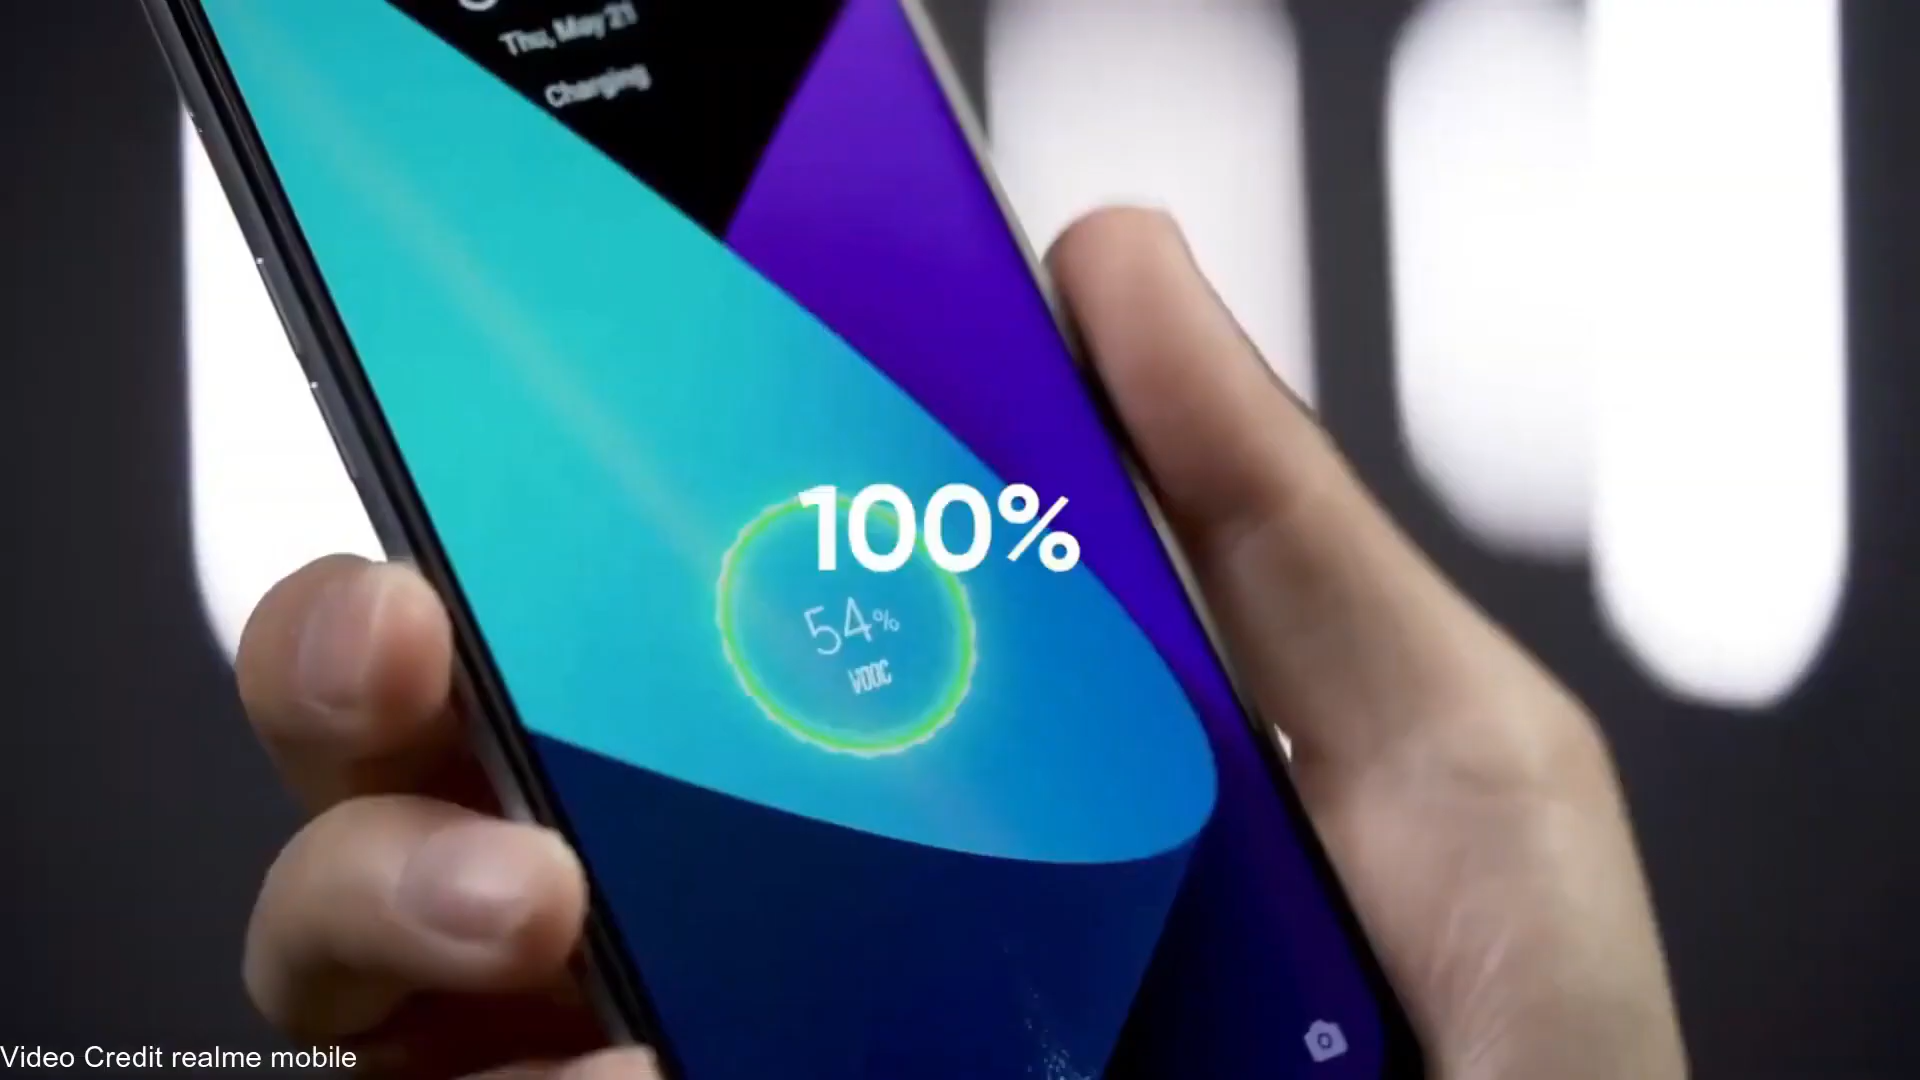 Thu, May 21
Charging
100%
54%
VOOC
Video Credit realme mobile